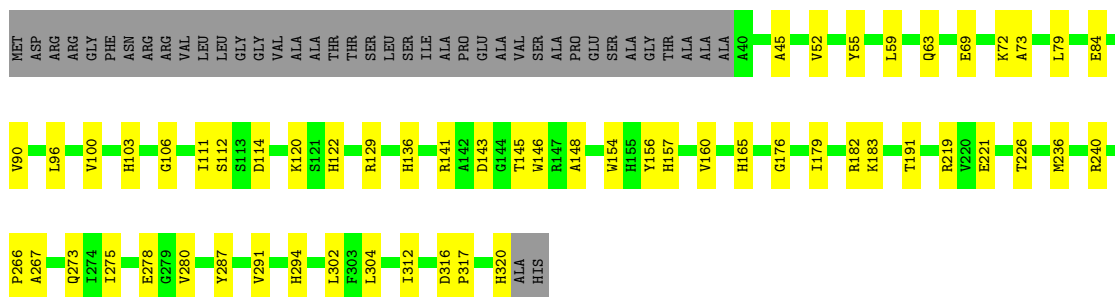 MET ASP ARG ARG GLY PHE ASN ARG ARG VAL LEU LEU GLY GLY VAL ALA ALA THR THR SER LEU SER ILE ALA PRO GLU ALA VAL SER ALA PRO GLU SER ALA GLY THR ALA ALA ALA A40 A45 V52 Y55 L59 Q63 E69 K72 A73 L79 E84
V90 L96 V100 H103 G106 I111 S112 S113 D114 K120 S121 H122 R129 H136 R141 A142 D143 G144 T145 W146 R147 A148 W154 H155 Y156 H157 V160 H165 G176 I179 R182 K183 T191 R219 V220 E221 T226 M236 R240
P266 A267 Q273 I274 I275 E278 G279 V280 Y287 V291 H294 L302 F303 L304 I312 D316 P317 H320 ALA HIS